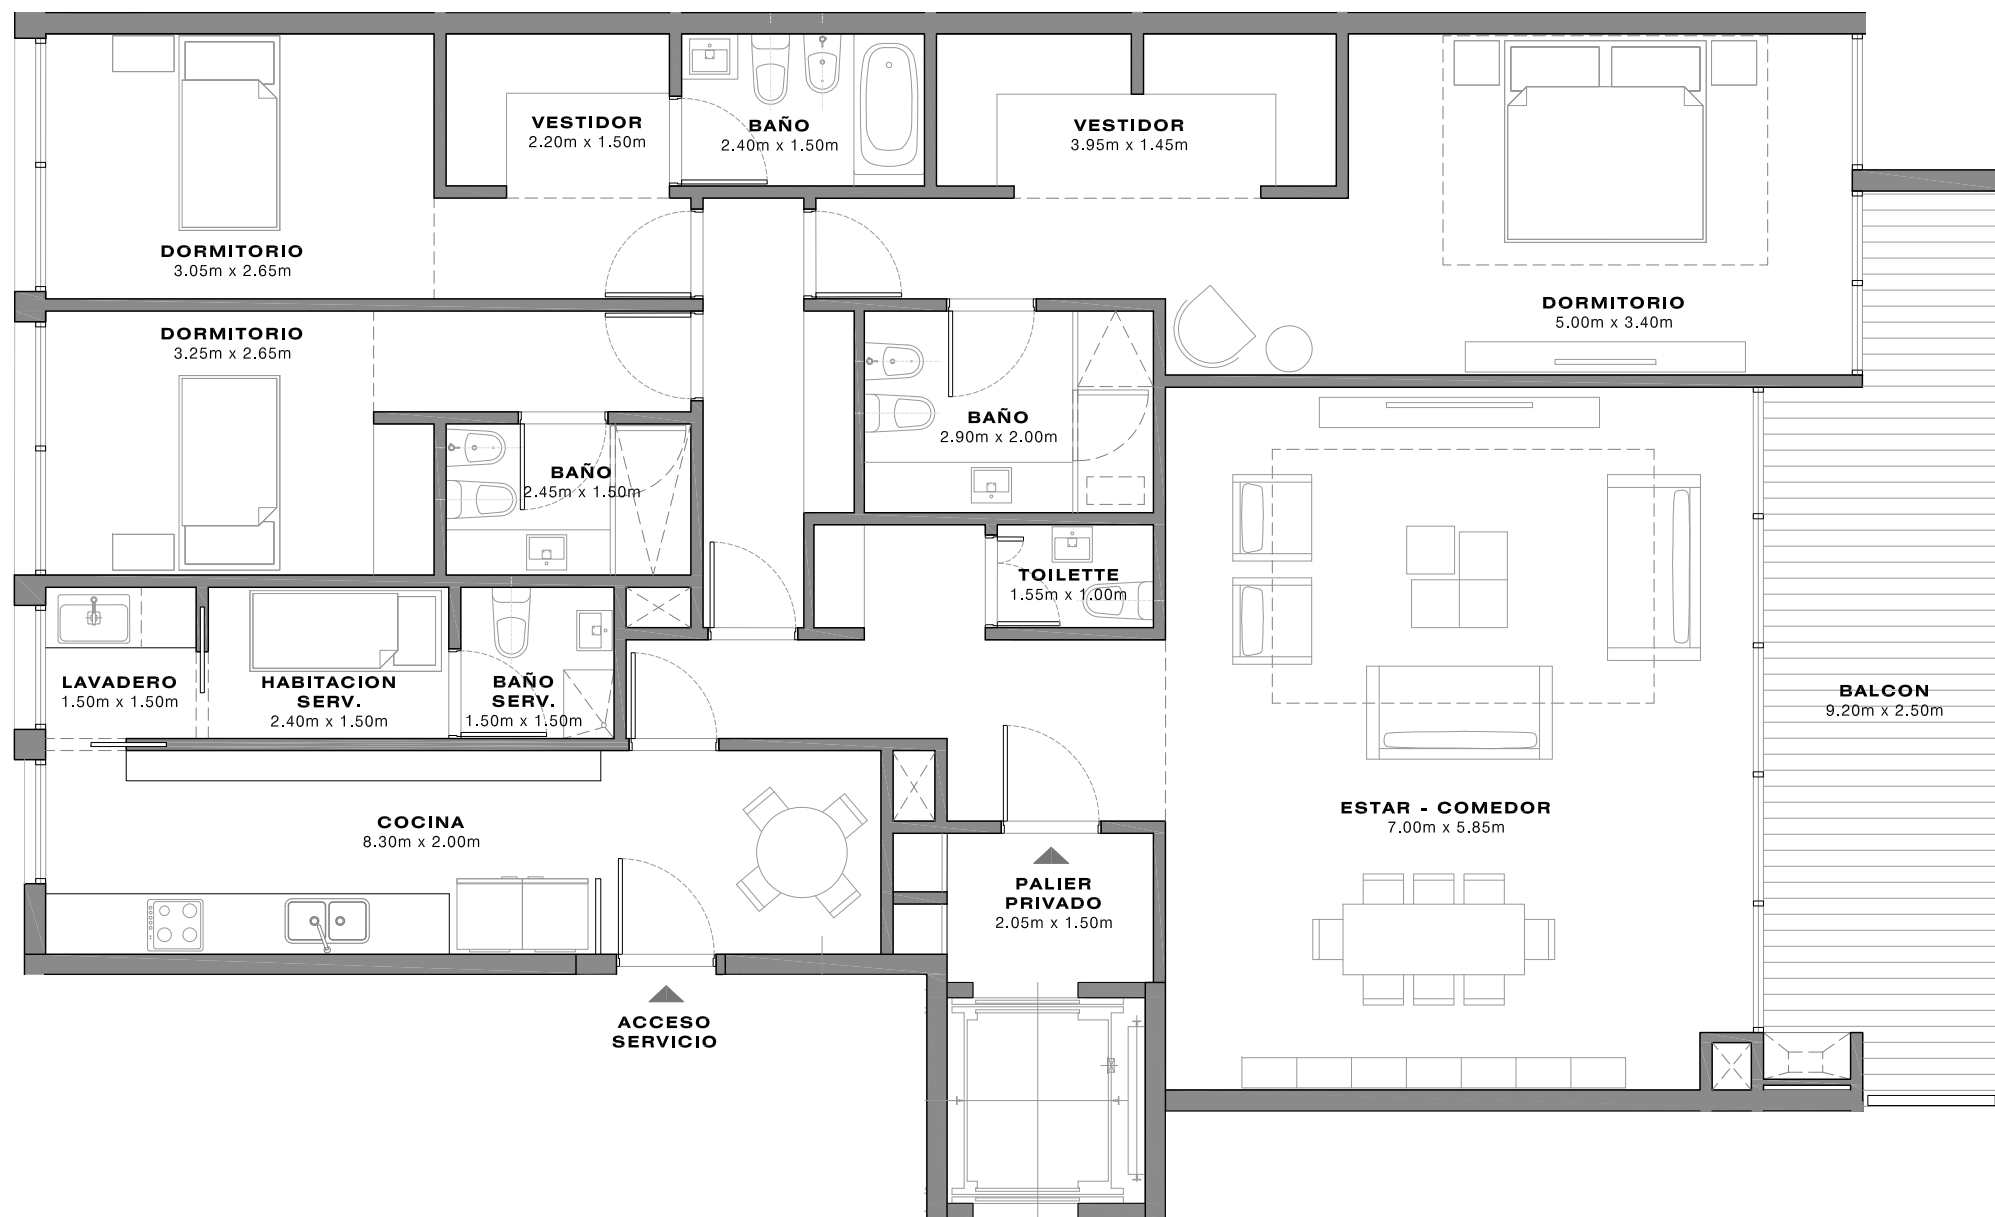 VESTIDOR
2.20m x 1.50m
BAÑO
2.40m x 1.50m
VESTIDOR
3.95m x 1.45m
DORMITORIO
3.05m x 2.65m
DORMITORIO
5.00m x 3.40m
DORMITORIO
3.25m x 2.65m
BAÑO
2.90m x 2.00m
BAÑO
2.45m x 1.50m
TOILETTE
1.55m x 1.00m
LAVADERO
1.50m x 1.50m
HABITACION
SERV.
2.40m x 1.50m
BAÑO
SERV.
1.50m x 1.50m
BALCON
9.20m x 2.50m
ESTAR - COMEDOR
7.00m x 5.85m
COCINA
8.30m x 2.00m
PALIER
PRIVADO
2.05m x 1.50m
ACCESO
SERVICIO